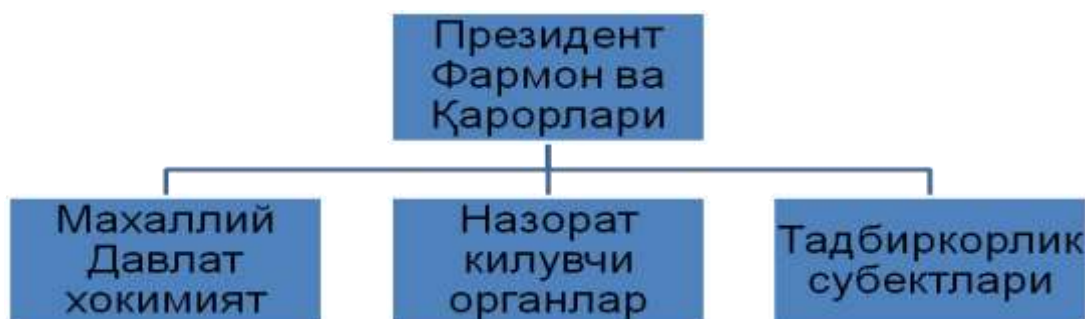 Президент
Фармон ва
Қарорлари
Махаллий
Давлат
хокимият
Назорат
килувчи
органлар
Тадбиркорлик
субектлари